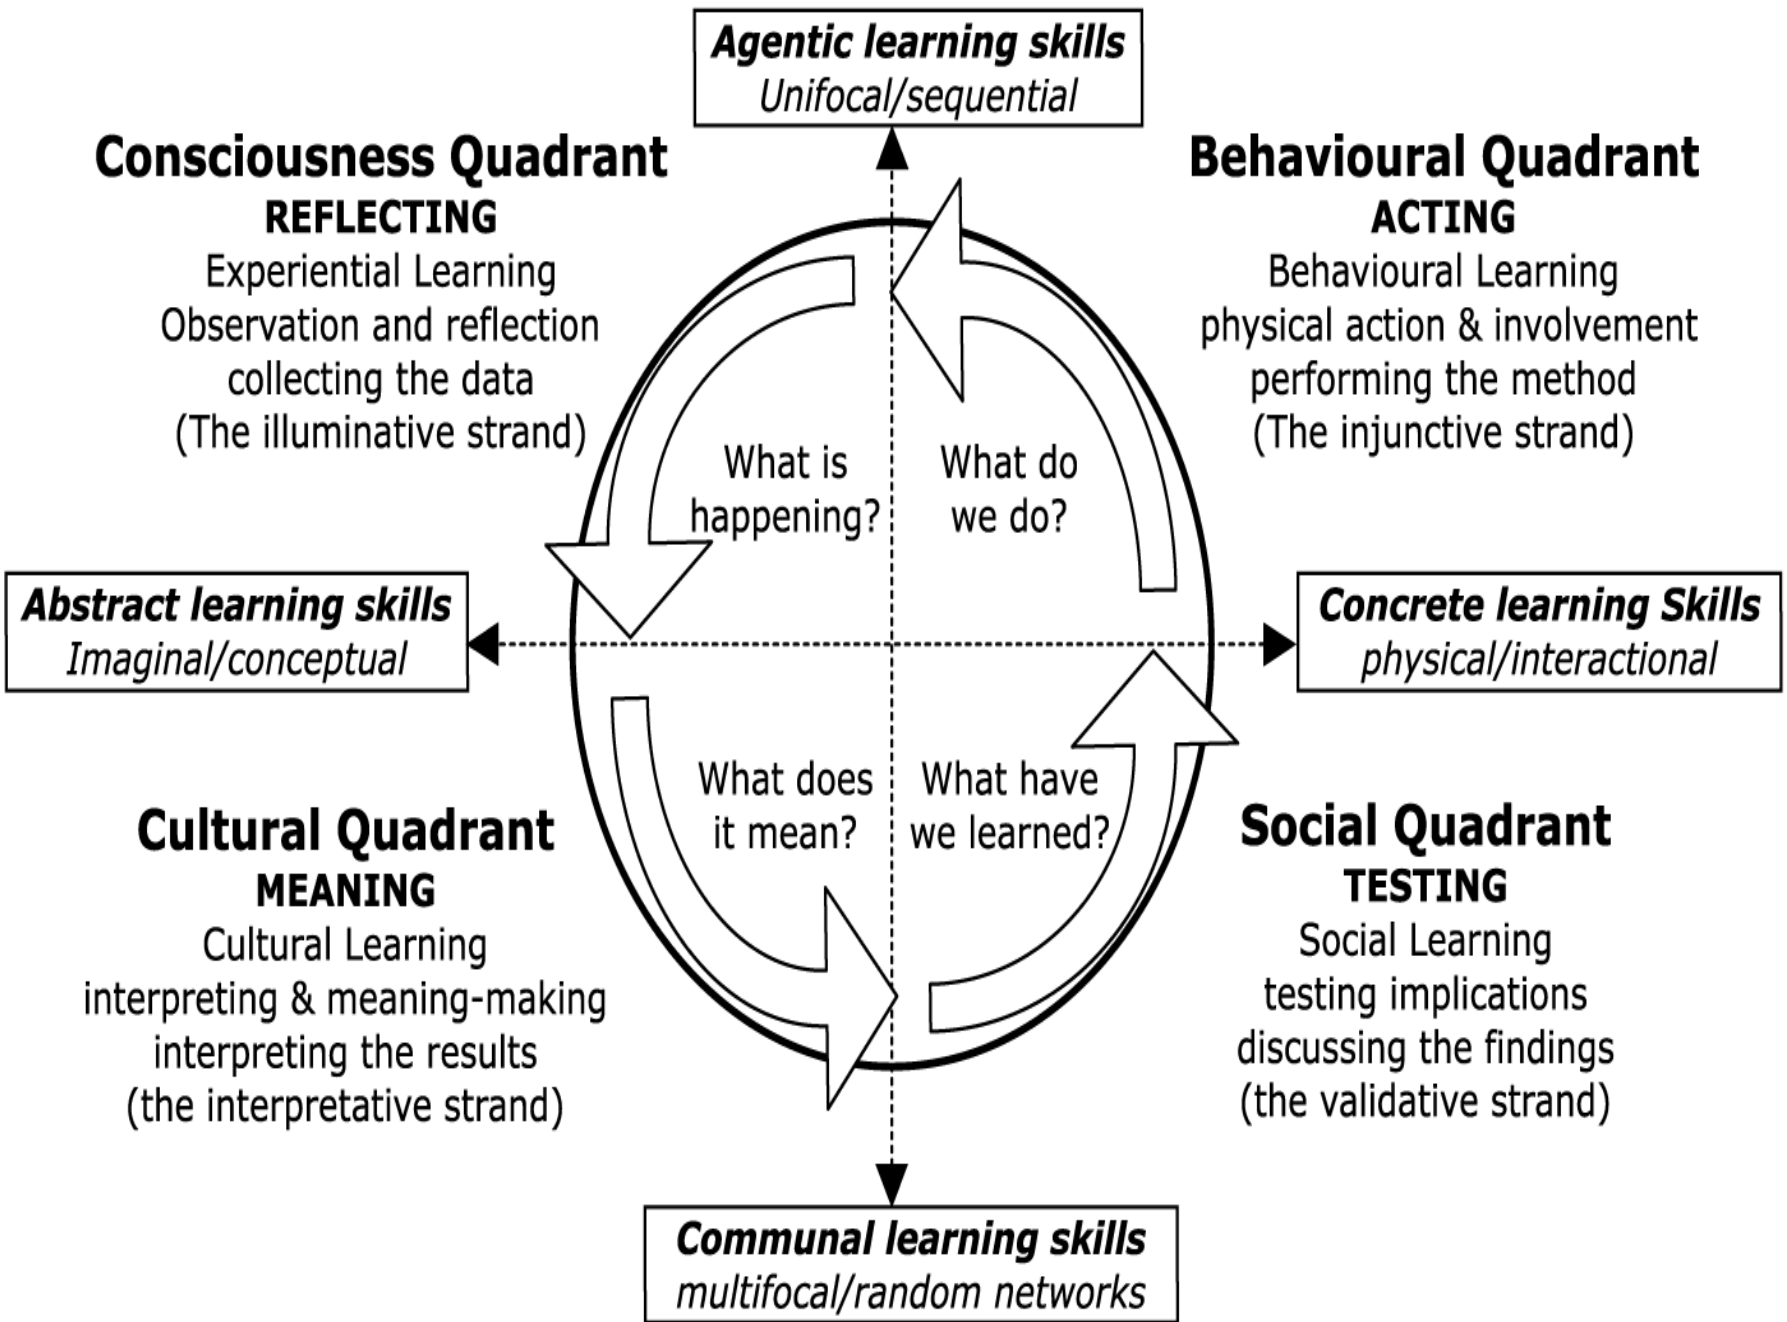 Agentic learning skills
Unifocal/sequential
Consciousness Quadrant
REFLECTING
Experiential Learning
Observation and reflection
collecting the data
(The illuminative strand)
Behavioural Quadrant
ACTING
Behavioural Learning
physical action & involvement
performing the method
(The injunctive strand)
What is
happening?
What do
we do?
Abstract learning skills
Imaginal/conceptual
Concrete learning Skills
physical/interactional
What does
it mean?
What have
we learned?
Cultural Quadrant
MEANING
Cultural Learning
interpreting & meaning-making
interpreting the results
(the interpretative strand)
Social Quadrant
TESTING
Social Learning
testing implications
discussing the findings
(the validative strand)
Communal learning skills
multifocal/random networks